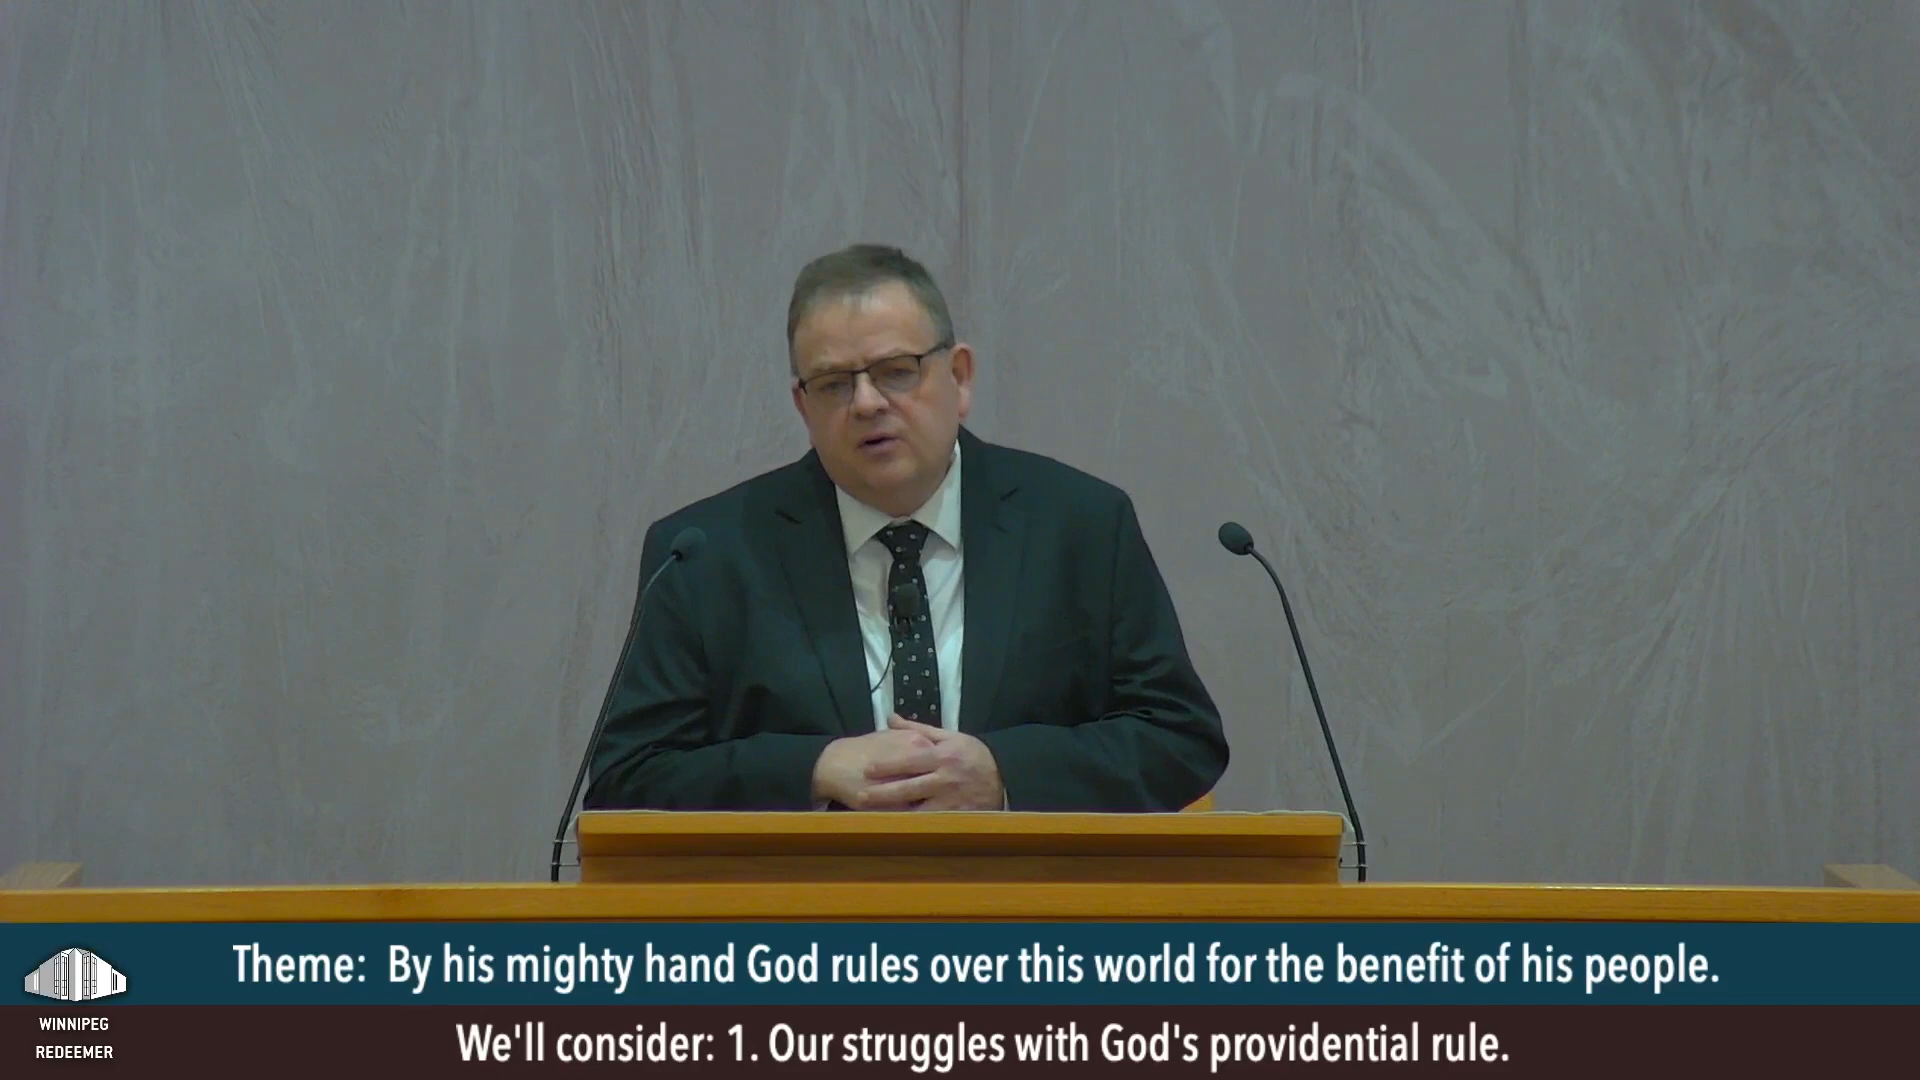 Theme: By his mighty hand God rules over this world for the benefit of his people.
WINNIPEG
REDEEMER
We'll consider: 1. Our struggles with God's providential rule.